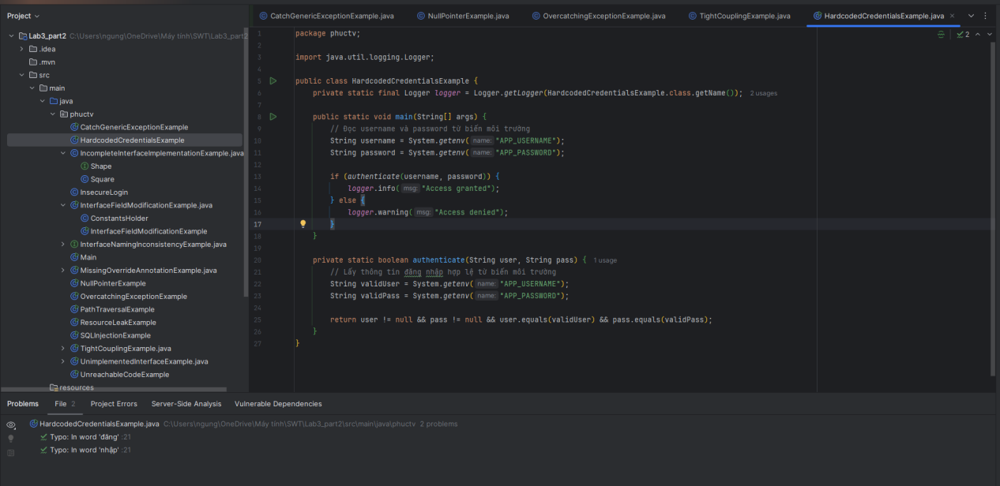 Project
CatchGenericExceptionExample.java
NullPointerExample.java
OvercatchingExceptionExample.java
TightCouplingExample.java
HardcodedCredentialsExample.java
Lab3_part2 C:\Users\ngung\OneDrive\Máy tính\SWT\Lab3_part2
.idea
.mvn
src
main
java
phuctv
CatchGenericExceptionExample
HardcodedCredentialsExample
IncompleteInterfaceImplementationExample.java
Shape
Square
InsecureLogin
InterfaceFieldModificationExample.java
ConstantsHolder
InterfaceFieldModificationExample
InterfaceNamingInconsistencyExample.java
Main
MissingOverrideAnnotationExample.java
NullPointerExample
OvercatchingExceptionExample
PathTraversalExample
ResourceLeakExample
SQLInjectionExample
TightCouplingExample.java
UnimplementedInterfaceExample.java
UnreachableCodeExample
resources
2
1 package phuctv;
2
3 import java.util.logging.Logger;
4
5 public class HardcodedCredentialsExample {
6 private static final Logger logger = Logger.getLogger(HardcodedCredentialsExample.class.getName()); 2 usages
7
8 public static void main(String[] args) {
9 // Đọc username và password từ biến môi trường
10 String username = System.getenv( name: "APP_USERNAME");
11 String password = System.getenv( name: "APP_PASSWORD");
12
13 if (authenticate(username, password)) {
14 logger.info( msg: "Access granted");
15 } else {
16 logger.warning( msg: "Access denied");
17 }
18 }
19
20 private static boolean authenticate(String user, String pass) { 1 usage
21 // Lấy thông tin đăng nhập hợp lệ từ biến môi trường
22 String validUser = System.getenv( name: "APP_USERNAME");
23 String validPass = System.getenv( name: "APP_PASSWORD");
24
25 return user != null && pass != null && user.equals(validUser) && pass.equals(validPass);
26 }
27 }
Problems File 2 Project Errors Server-Side Analysis Vulnerable Dependencies
HardcodedCredentialsExample.java C:\Users\ngung\OneDrive\Máy tính\SWT\Lab3_part2\src\main\java\phuctv 2 problems
Typo: In word 'đăng' :21
Typo: In word 'nhập' :21